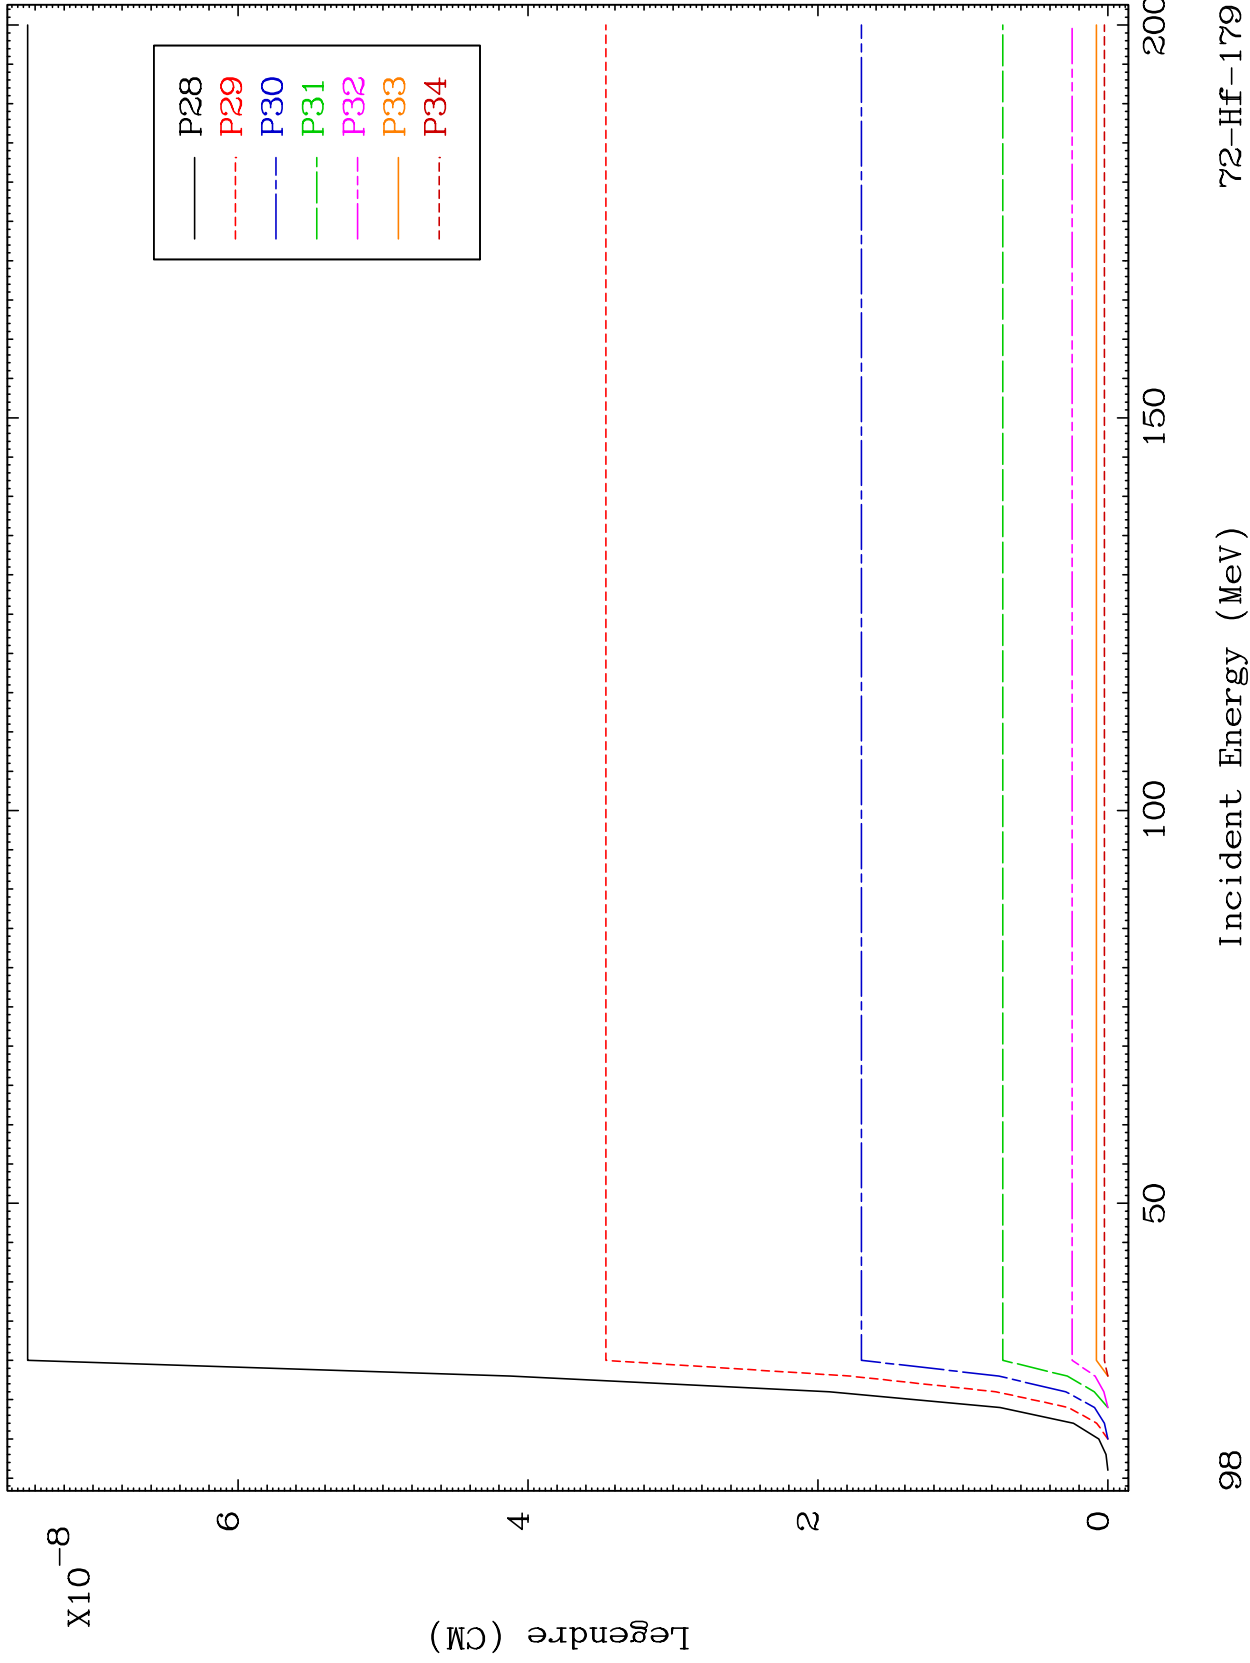 X10-8
Legendre (CM)
6
4
2
0
P28
P29
P30
P31
P32
P33
P34
50
100
150
200
98
Incident Energy (MeV)
72-Hf-179